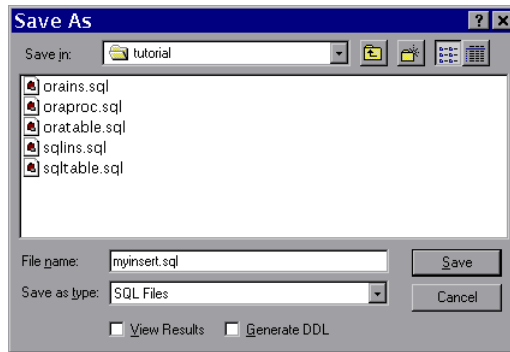 Save As
Save in: tutorial
orains.sql
oraproc.sql
oratable.sql
sqlins.sql
sqltable.sql
File name: myinsert.sql Save
Save as type: SQL Files Cancel
View Results Generate DDL